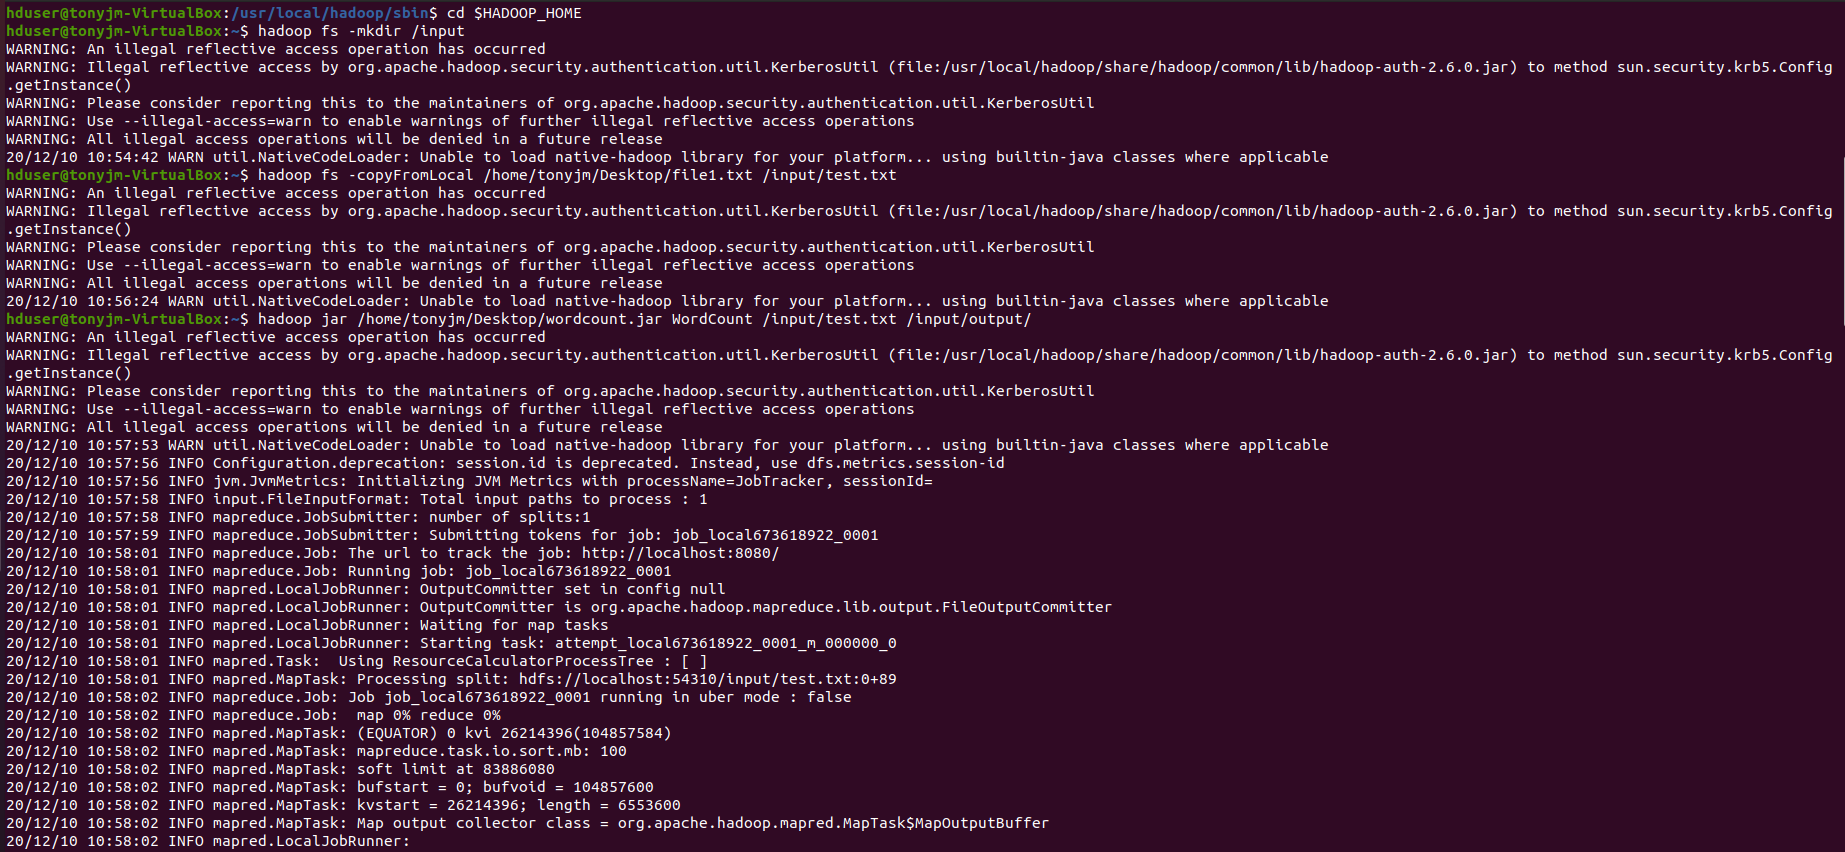 hduser@tonyjm-VirtualBox:/usr/local/hadoop/sbin$ cd $HADOOP_HOME
hduser@tonyjm-VirtualBox:~$ hadoop fs -mkdir /input
WARNING: An illegal reflective access operation has occurred
WARNING: Illegal reflective access by org.apache.hadoop.security.authentication.util.KerberosUtil (file:/usr/local/hadoop/share/hadoop/common/lib/hadoop-auth-2.6.0.jar) to method sun.security.krb5.Config
.getInstance()
WARNING: Please consider reporting this to the maintainers of org.apache.hadoop.security.authentication.util.KerberosUtil
WARNING: Use --illegal-access=warn to enable warnings of further illegal reflective access operations
WARNING: All illegal access operations will be denied in a future release
20/12/10 10:54:42 WARN util.NativeCodeLoader: Unable to load native-hadoop library for your platform... using builtin-java classes where applicable
hduser@tonyjm-VirtualBox:~$ hadoop fs -copyFromLocal /home/tonyjm/Desktop/file1.txt /input/test.txt
WARNING: An illegal reflective access operation has occurred
WARNING: Illegal reflective access by org.apache.hadoop.security.authentication.util.KerberosUtil (file:/usr/local/hadoop/share/hadoop/common/lib/hadoop-auth-2.6.0.jar) to method sun.security.krb5.Config
.getInstance()
WARNING: Please consider reporting this to the maintainers of org.apache.hadoop.security.authentication.util.KerberosUtil
WARNING: Use --illegal-access=warn to enable warnings of further illegal reflective access operations
WARNING: All illegal access operations will be denied in a future release
20/12/10 10:56:24 WARN util.NativeCodeLoader: Unable to load native-hadoop library for your platform... using builtin-java classes where applicable
hduser@tonyjm-VirtualBox:~$ hadoop jar /home/tonyjm/Desktop/wordcount.jar WordCount /input/test.txt /input/output/
WARNING: An illegal reflective access operation has occurred
WARNING: Illegal reflective access by org.apache.hadoop.security.authentication.util.KerberosUtil (file:/usr/local/hadoop/share/hadoop/common/lib/hadoop-auth-2.6.0.jar) to method sun.security.krb5.Config
.getInstance()
WARNING: Please consider reporting this to the maintainers of org.apache.hadoop.security.authentication.util.KerberosUtil
WARNING: Use --illegal-access=warn to enable warnings of further illegal reflective access operations
WARNING: All illegal access operations will be denied in a future release
20/12/10 10:57:53 WARN util.NativeCodeLoader: Unable to load native-hadoop library for your platform... using builtin-java classes where applicable
20/12/10 10:57:56 INFO Configuration.deprecation: session.id is deprecated. Instead, use dfs.metrics.session-id
20/12/10 10:57:56 INFO jvm.JvmMetrics: Initializing JVM Metrics with processName=JobTracker, sessionId=
20/12/10 10:57:58 INFO input.FileInputFormat: Total input paths to process : 1
20/12/10 10:57:58 INFO mapreduce.JobSubmitter: number of splits:1
20/12/10 10:57:59 INFO mapreduce.JobSubmitter: Submitting tokens for job: job_local673618922_0001
20/12/10 10:58:01 INFO mapreduce.Job: The url to track the job: http://localhost:8080/
20/12/10 10:58:01 INFO mapreduce.Job: Running job: job_local673618922_0001
20/12/10 10:58:01 INFO mapred.LocalJobRunner: OutputCommitter set in config null
20/12/10 10:58:01 INFO mapred.LocalJobRunner: OutputCommitter is org.apache.hadoop.mapreduce.lib.output.FileOutputCommitter
20/12/10 10:58:01 INFO mapred.LocalJobRunner: Waiting for map tasks
20/12/10 10:58:01 INFO mapred.LocalJobRunner: Starting task: attempt_local673618922_0001_m_000000_0
20/12/10 10:58:01 INFO mapred.Task:  Using ResourceCalculatorProcessTree : [ ]
20/12/10 10:58:01 INFO mapred.MapTask: Processing split: hdfs://localhost:54310/input/test.txt:0+89
20/12/10 10:58:02 INFO mapreduce.Job: Job job_local673618922_0001 running in uber mode : false
20/12/10 10:58:02 INFO mapreduce.Job:  map 0% reduce 0%
20/12/10 10:58:02 INFO mapred.MapTask: (EQUATOR) 0 kvi 26214396(104857584)
20/12/10 10:58:02 INFO mapred.MapTask: mapreduce.task.io.sort.mb: 100
20/12/10 10:58:02 INFO mapred.MapTask: soft limit at 83886080
20/12/10 10:58:02 INFO mapred.MapTask: bufstart = 0; bufvoid = 104857600
20/12/10 10:58:02 INFO mapred.MapTask: kvstart = 26214396; length = 6553600
20/12/10 10:58:02 INFO mapred.MapTask: Map output collector class = org.apache.hadoop.mapred.MapTask$MapOutputBuffer
20/12/10 10:58:02 INFO mapred.LocalJobRunner: